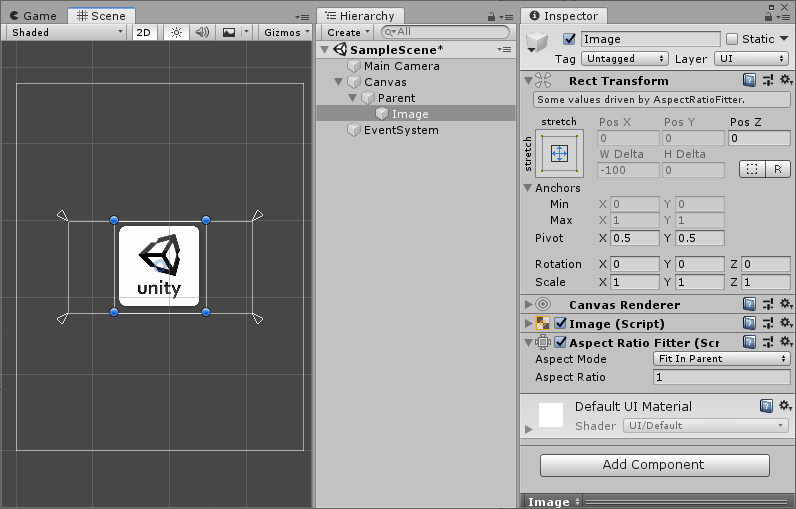 Game Scene
Shaded 2D Gizmos
unity
Hierarchy
Create All
SampleScene*
Main Camera
Canvas
Parent
Image
EventSystem
Inspector
Image Static
Tag Untagged Layer UI
Rect Transform
Some values driven by AspectRatioFitter.
stretch Pos X Pos Y Pos Z
stretch 0 0 0
W Delta H Delta
-100 0 R
Anchors
Min X 0 Y 0
Max X 1 Y 1
Pivot X 0.5 Y 0.5
Rotation X 0 Y 0 Z 0
Scale X 1 Y 1 Z 1
Canvas Renderer
Image (Script)
Aspect Ratio Fitter (Scr
Aspect Mode Fit In Parent
Aspect Ratio 1
Default UI Material
Shader UI/Default
Add Component
Image